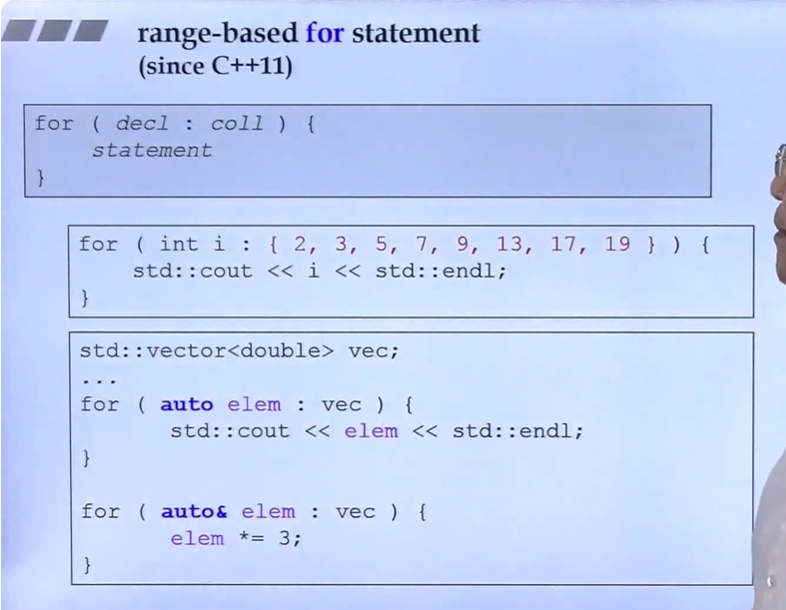 range-based for statement
(since C++11)
for ( decl : coll ) {
statement
}
for ( int i : { 2, 3, 5, 7, 9, 13, 17, 19 } ) {
std::cout << i << std::endl;
}
std::vector<double> vec;
...
for ( auto elem : vec ) {
std::cout << elem << std::endl;
}
for ( auto& elem : vec ) {
elem *= 3;
}